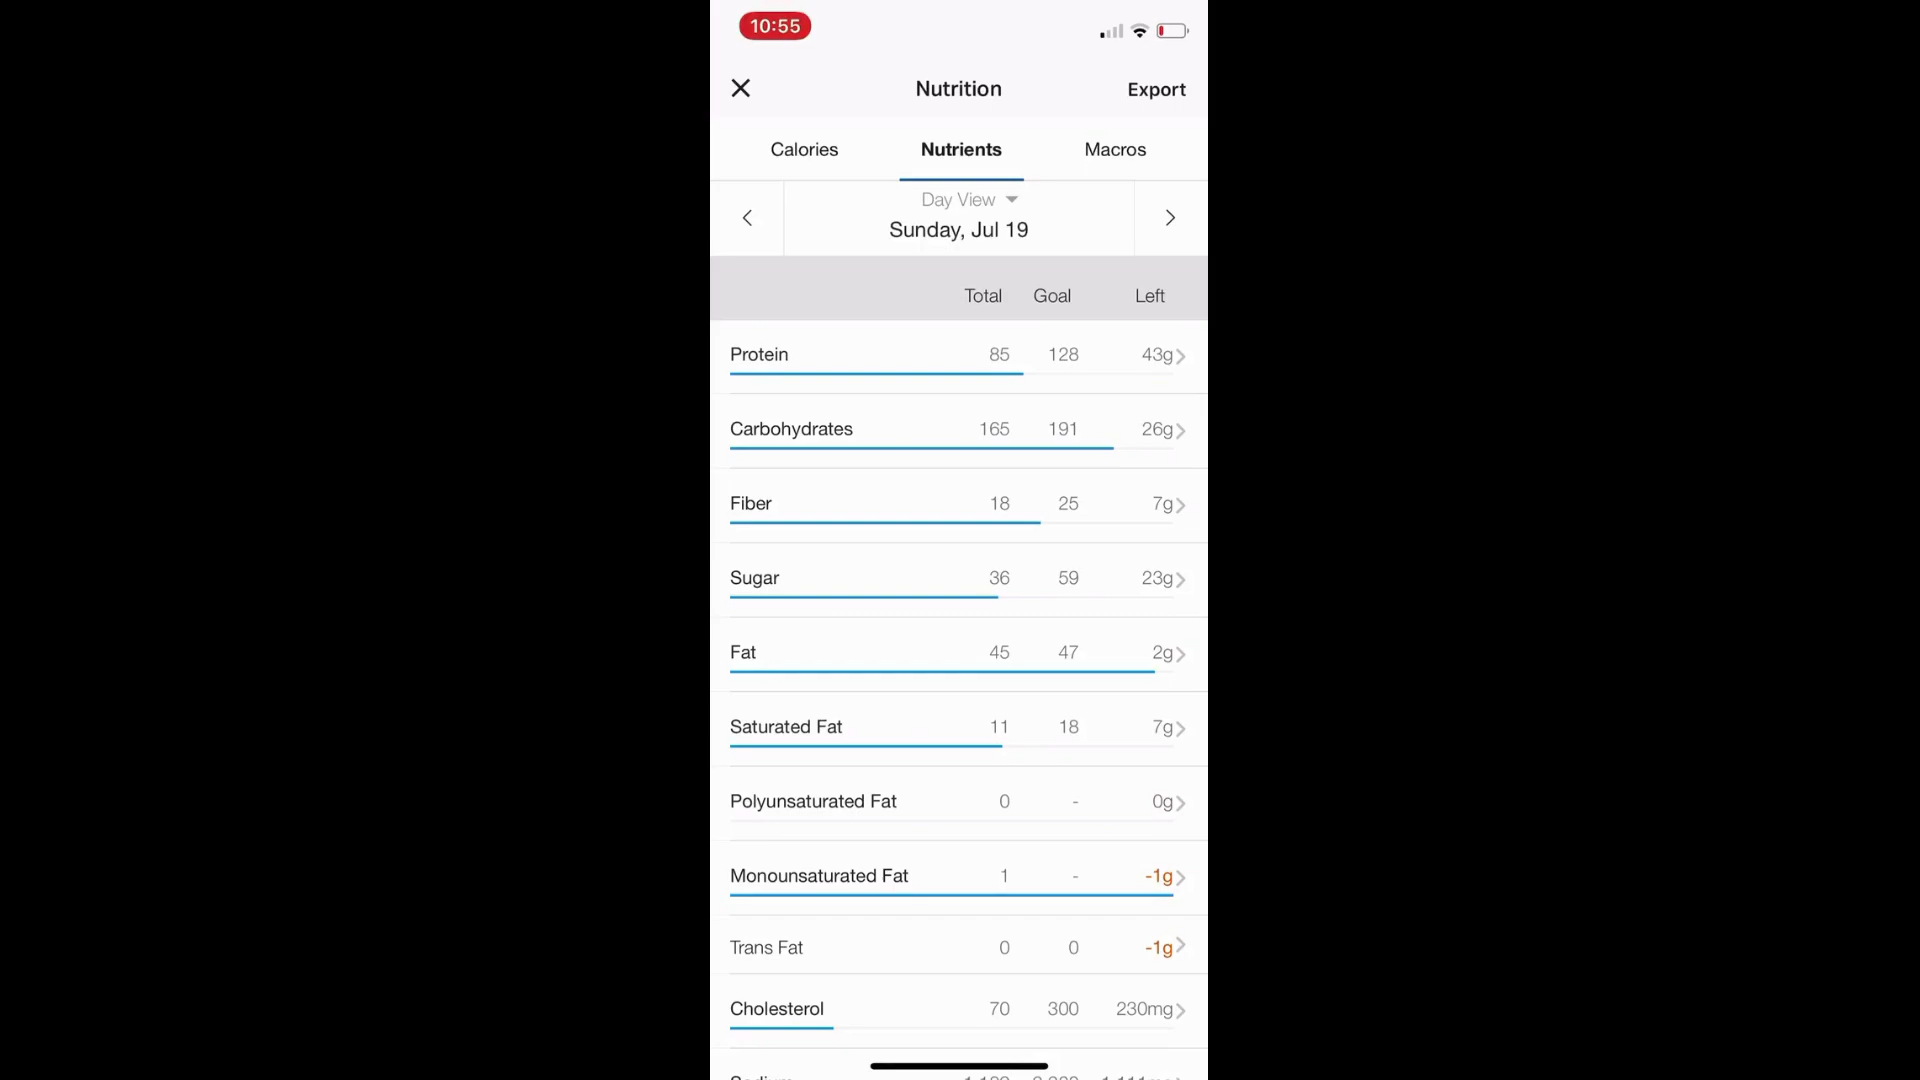 10:55
Nutrition Export
Calories Nutrients Macros
Day View
Sunday, Jul 19
Total Goal Left
Protein 85 128 43g
Carbohydrates 165 191 26g
Fiber 18 25 7g
Sugar 36 59 23g
Fat 45 47 2g
Saturated Fat 11 18 7g
Polyunsaturated Fat 0 - 0g
Monounsaturated Fat 1 - -1g
Trans Fat 0 0 -1g
Cholesterol 70 300 230mg